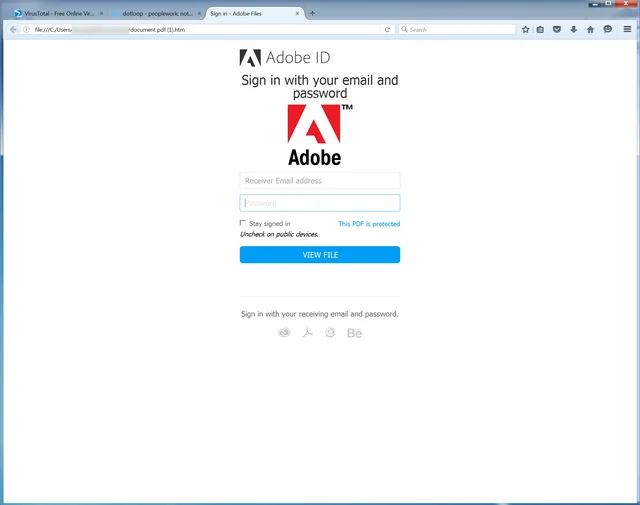 VirusTotal - Free Online Vir...
dotloop - peoplework, not...
Sign in - Adobe Files
file:///C:/Users/ /document pdf (1).htm
Search
Adobe ID
Sign in with your email and
password
TM
Adobe
Receiver Email address
Password
Stay signed in
This PDF is protected
Uncheck on public devices.
VIEW FILE
Sign in with your receiving email and password.
Bē